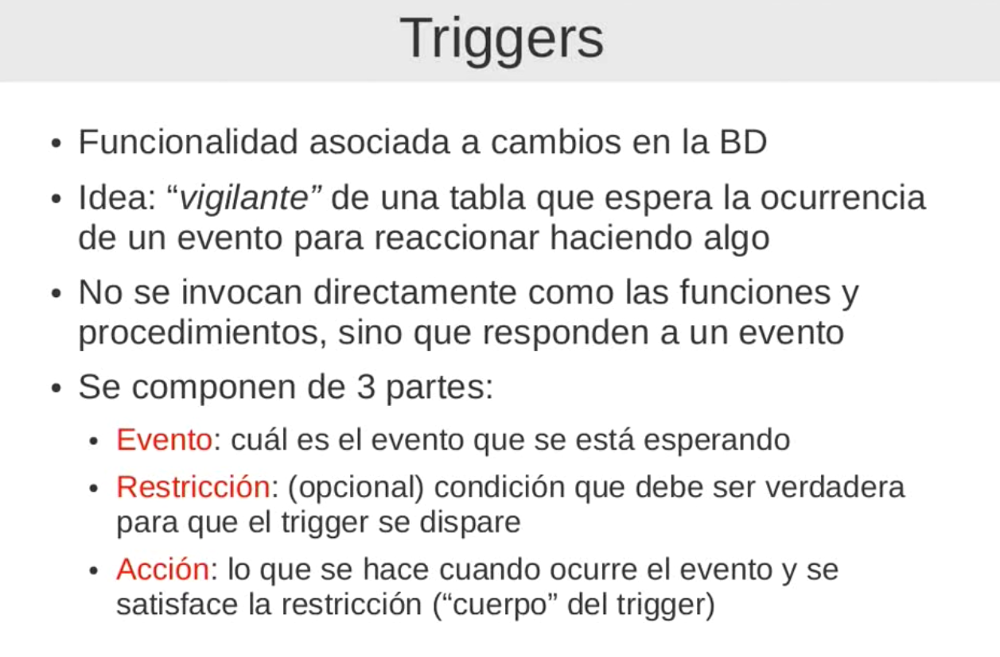 Triggers
• Funcionalidad asociada a cambios en la BD
• Idea: “vigilante” de una tabla que espera la ocurrencia
de un evento para reaccionar haciendo algo
• No se invocan directamente como las funciones y
procedimientos, sino que responden a un evento
• Se componen de 3 partes:
• Evento: cuál es el evento que se está esperando
• Restricción: (opcional) condición que debe ser verdadera
para que el trigger se dispare
• Acción: lo que se hace cuando ocurre el evento y se
satisface la restricción (“cuerpo” del trigger)